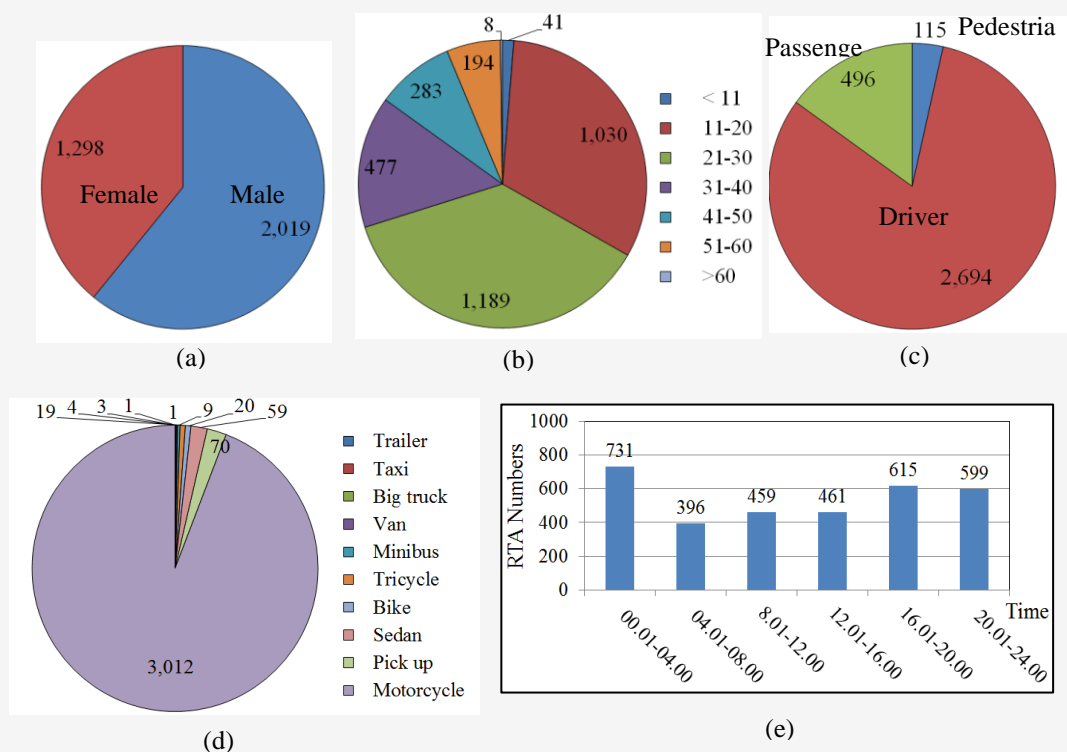 1,298
Female
Male
2,019
(a)
8
41
194
283
477
1,030
1,189
< 11
11-20
21-30
31-40
41-50
51-60
>60
(b)
115
Pedestria
Passenge
496
Driver
2,694
(c)
19
4
3
1
1
9
20
59
70
3,012
Trailer
Taxi
Big truck
Van
Minibus
Tricycle
Bike
Sedan
Pick up
Motorcycle
(d)
RTA Numbers
1000
800
600
400
200
0
731
396
459
461
615
599
Time
00.01-04.00
04.01-08.00
8.01-12.00
12.01-16.00
16.01-20.00
20.01-24.00
(e)